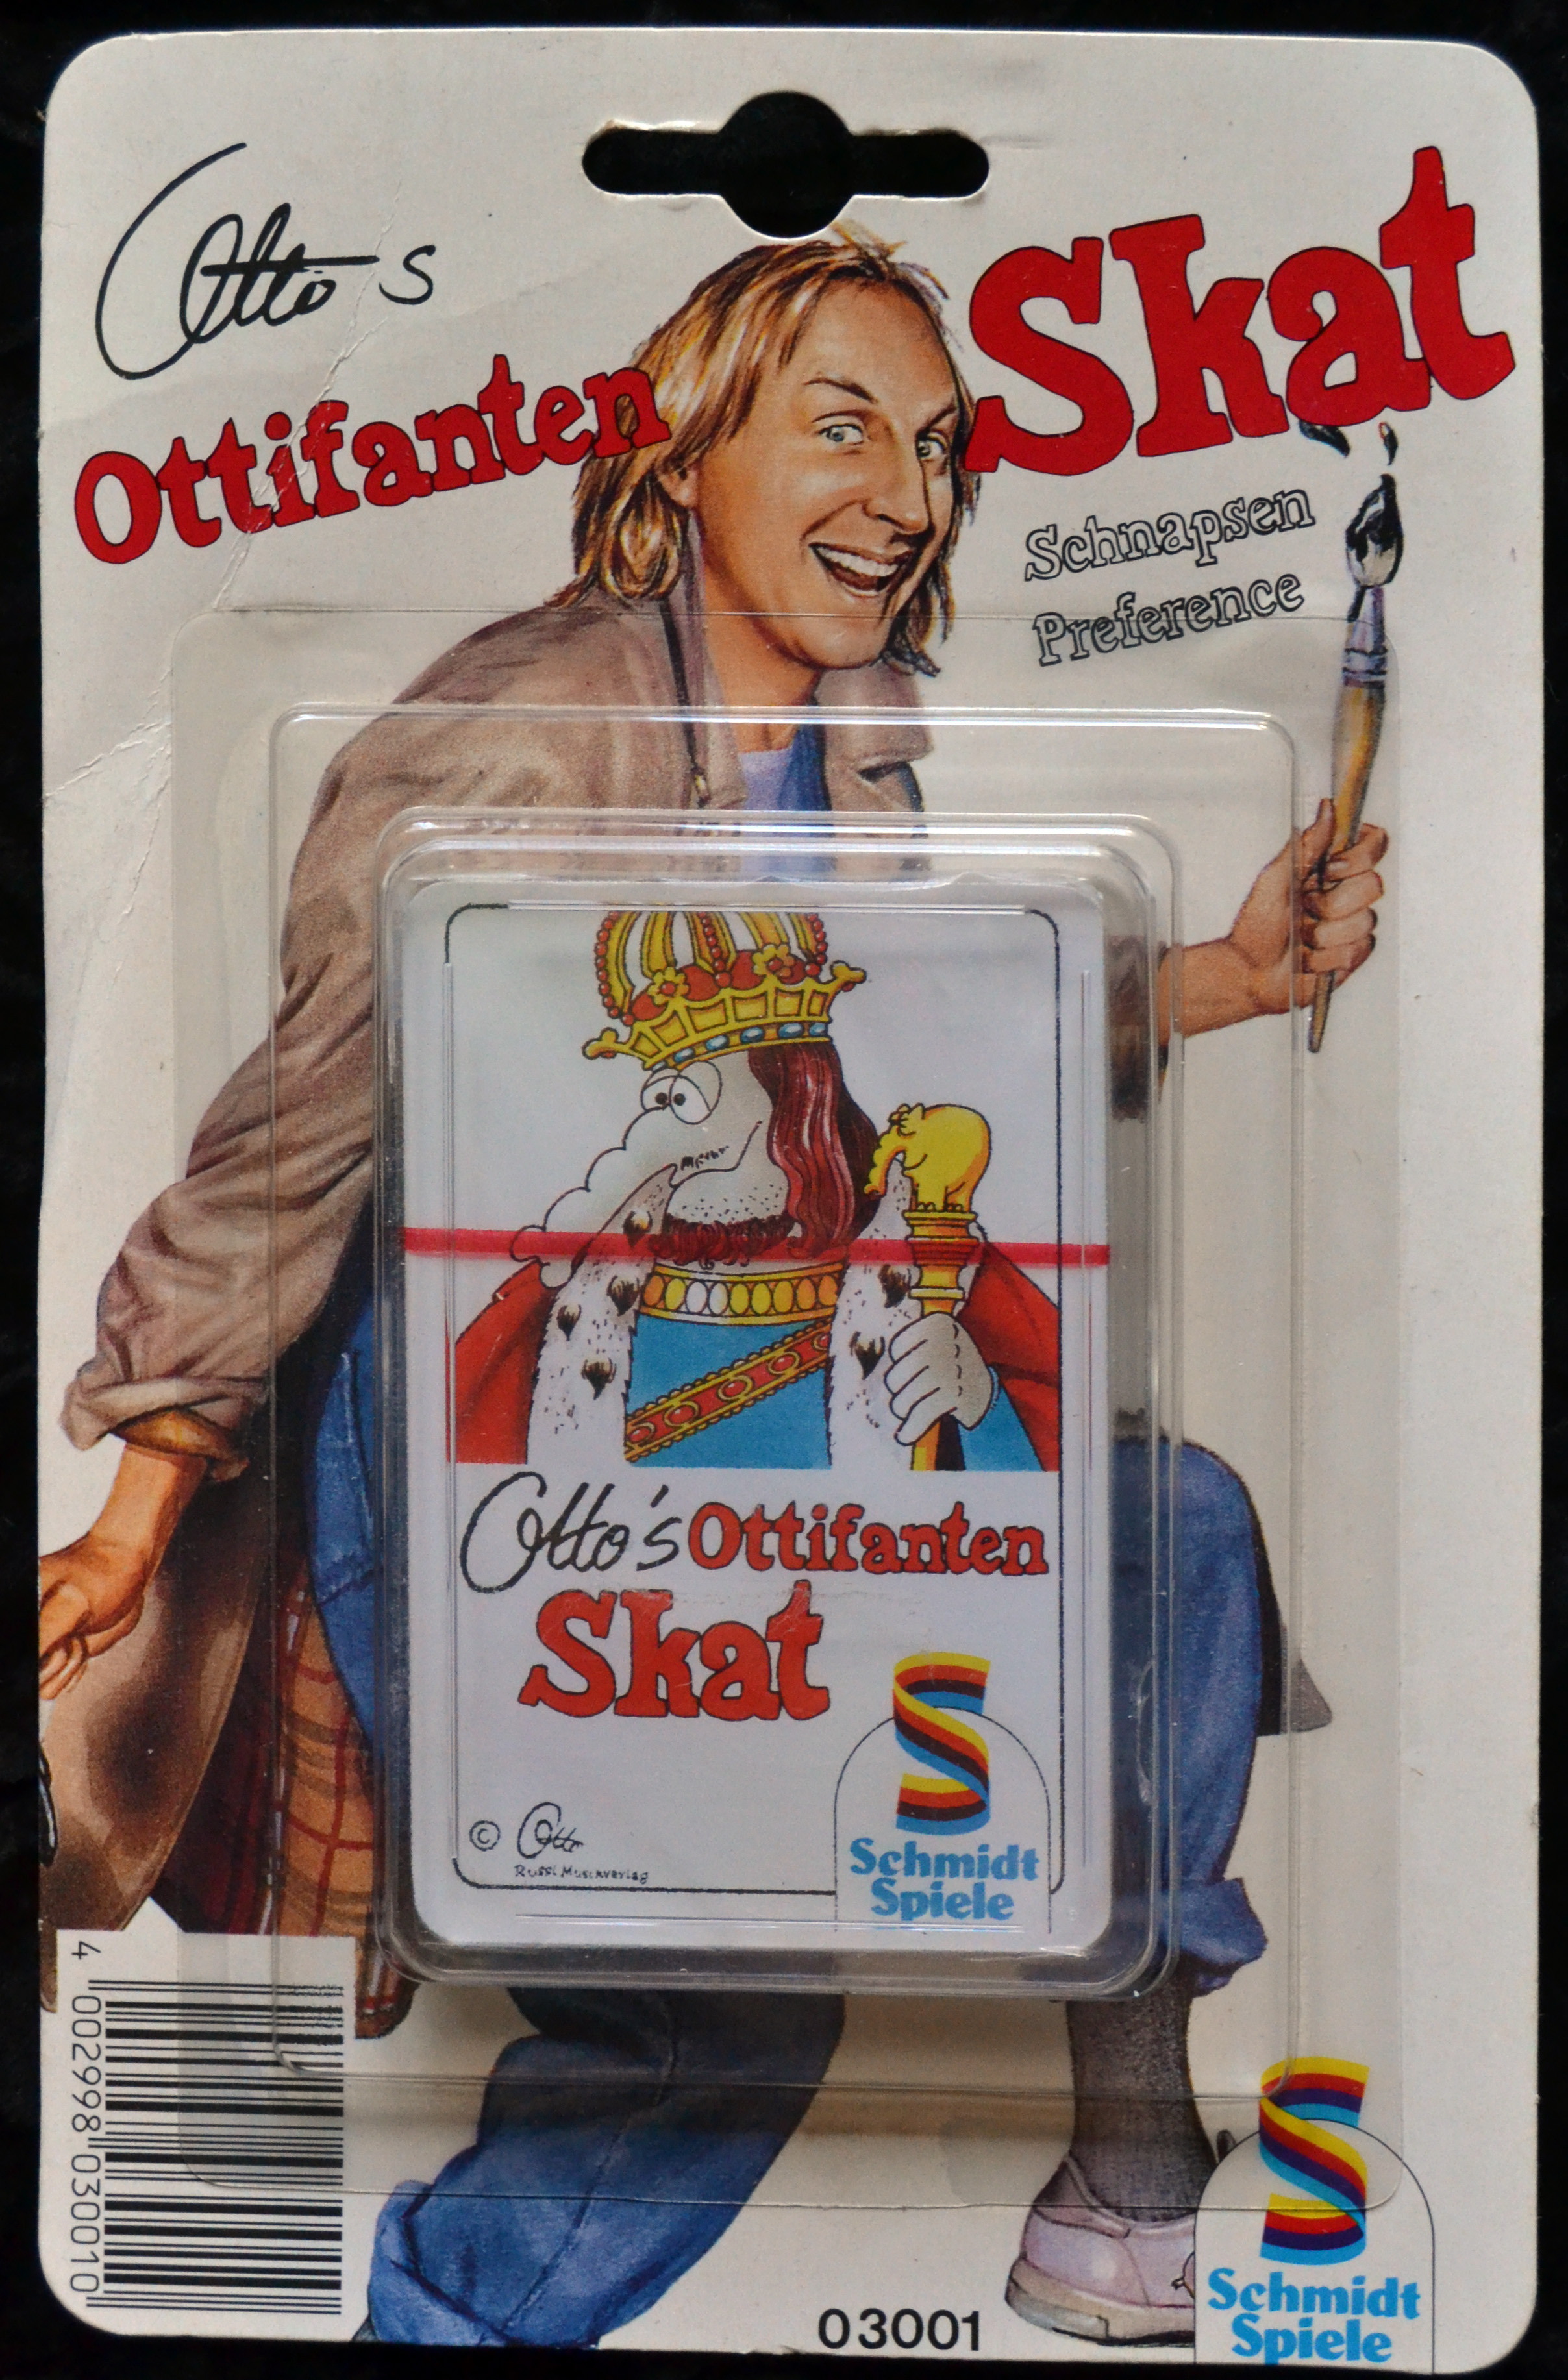 Otto's
Ottifanten
Skat
Schnapsen
Preference
Otto's Ottifanten
Skat
© Otto
Russl Musikverlag
Schmidt
Spiele
4 002998 030010
03001
Schmidt
Spiele